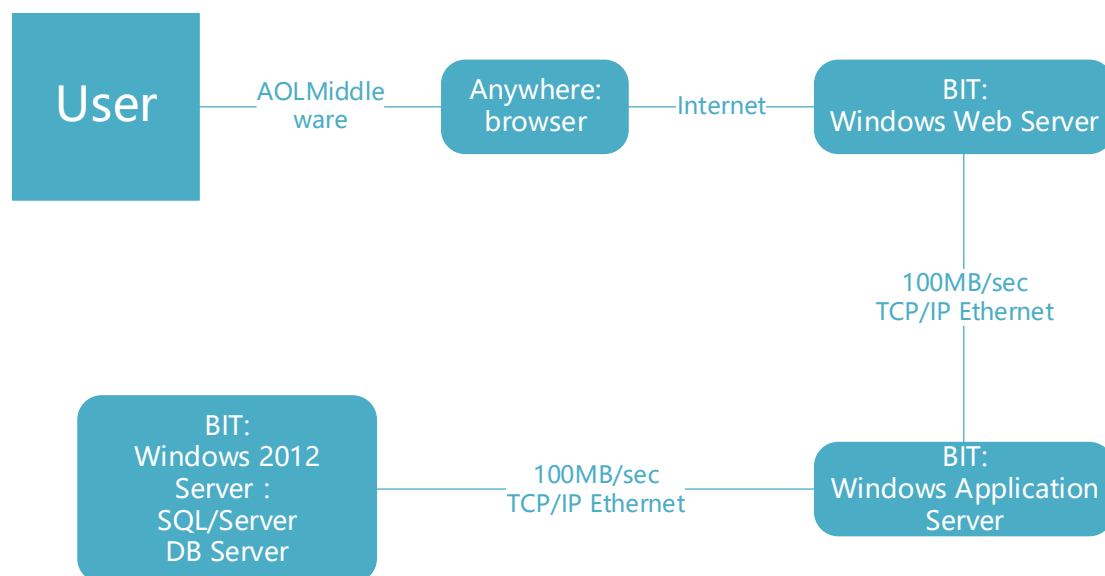 User
AOLMiddle
ware
Anywhere:
browser
Internet
BIT:
Windows Web Server
100MB/sec
TCP/IP Ethernet
BIT:
Windows 2012
Server :
SQL/Server
DB Server
100MB/sec
TCP/IP Ethernet
BIT:
Windows Application
Server